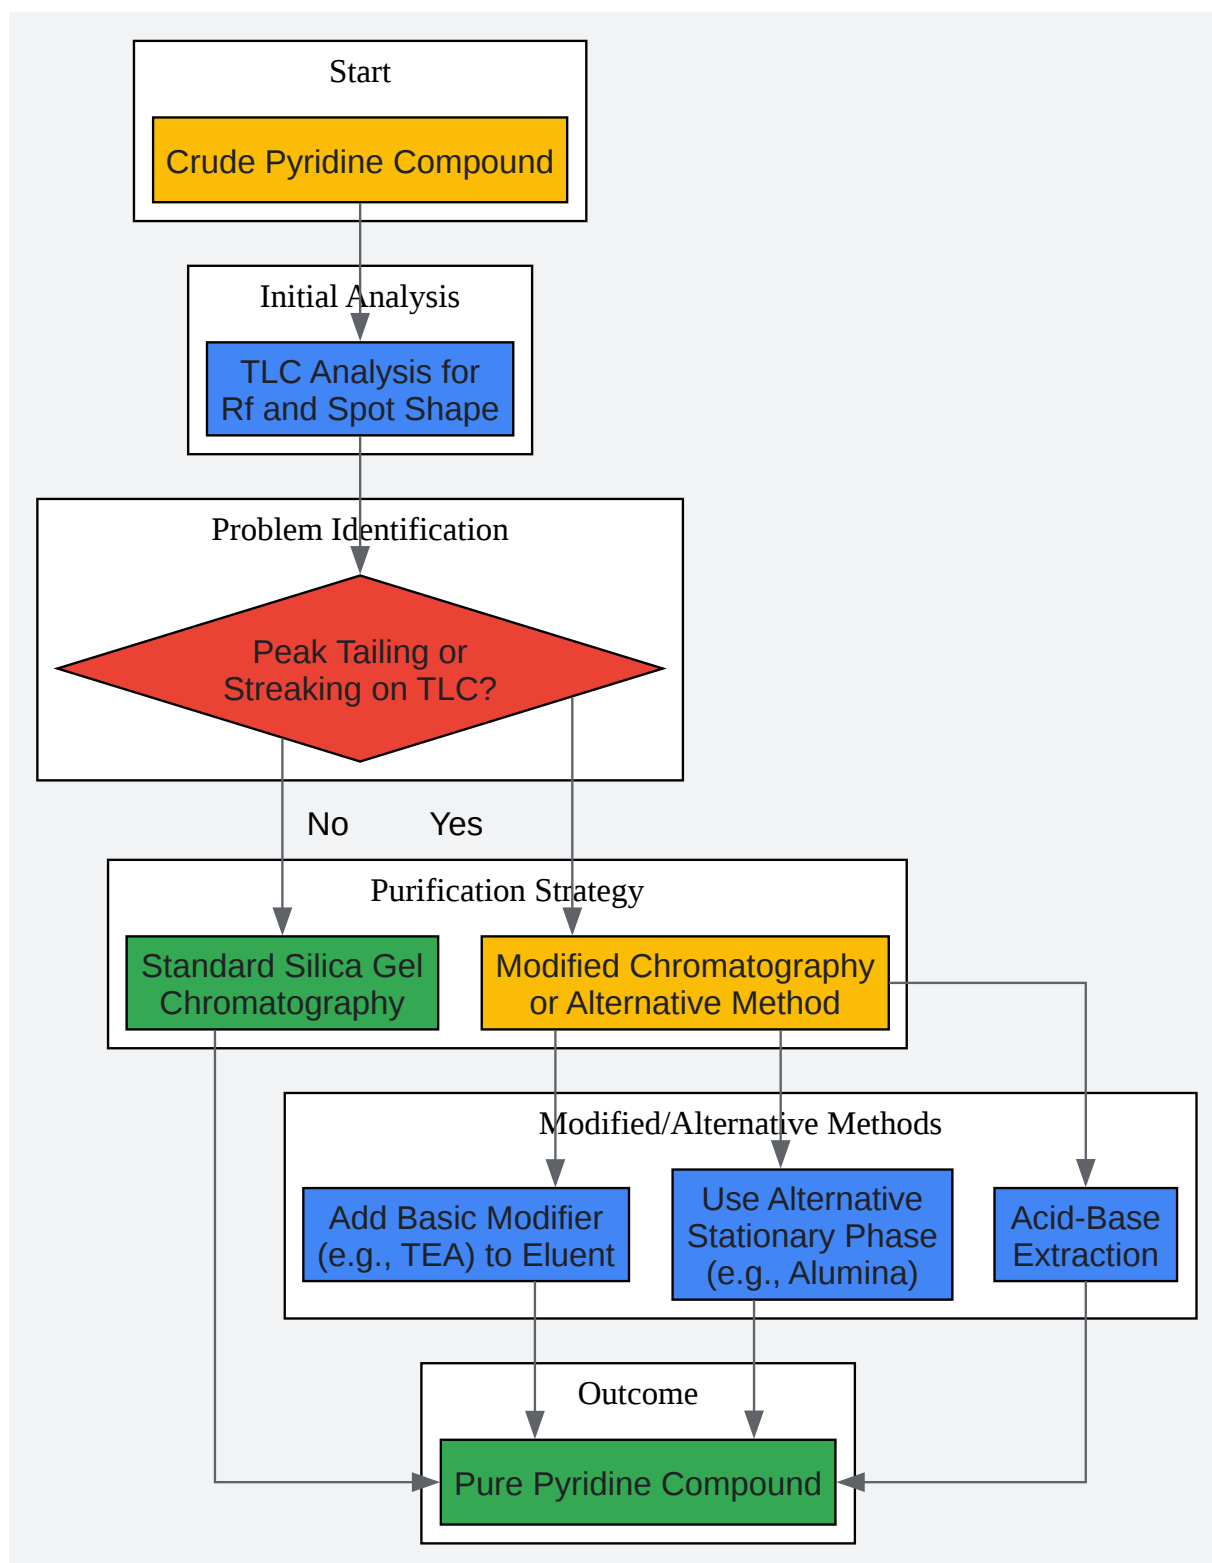 Start
Crude Pyridine Compound
Initial Analysis
TLC Analysis for
Rf and Spot Shape
Problem Identification
Peak Tailing or
Streaking on TLC?
No
Yes
Purification Strategy
Standard Silica Gel
Chromatography
Modified Chromatography
or Alternative Method
Modified/Alternative Methods
Add Basic Modifier
(e.g., TEA) to Eluent
Use Alternative
Stationary Phase
(e.g., Alumina)
Acid-Base
Extraction
Outcome
Pure Pyridine Compound